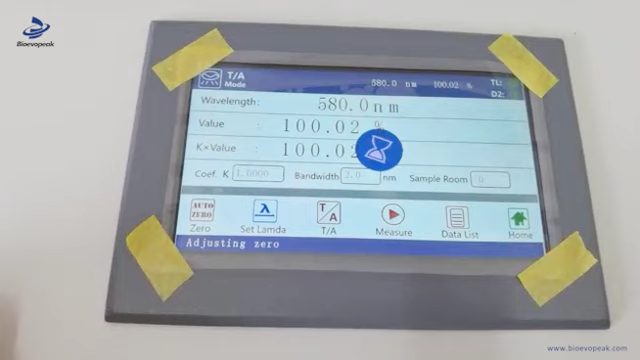 Bioevopeak
T/A
Mode
580.0 nm 100.02 %
TL:
D2:
Wavelength: 580.0nm
Value : 100.02 %
K×Value : 100.02
Coef. K 1.0000 Bandwidth 2.0 nm Sample Room 0
AUTO
ZERO
λ
T/A
Zero Set Lamda T/A Measure Data List Home
Adjusting zero
www.bioevopeak.com